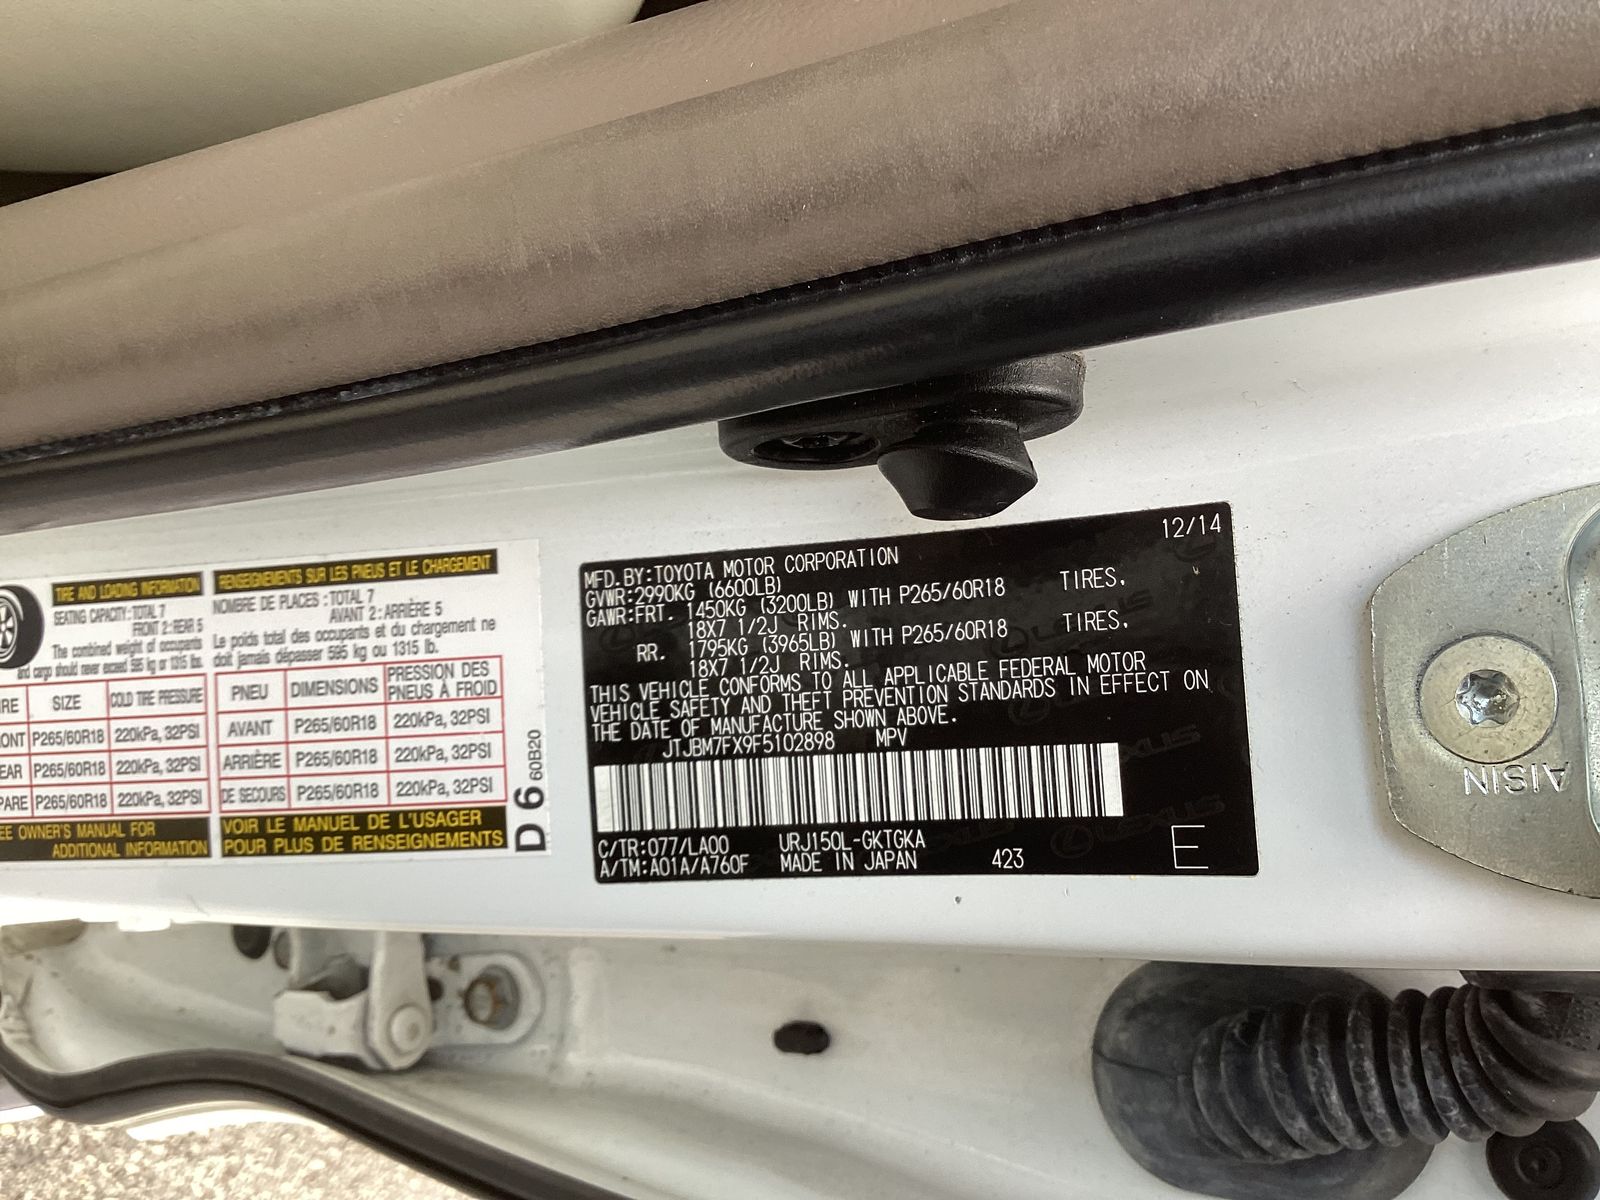 TIRE AND LOADING INFORMATION
SEATING CAPACITY: TOTAL 7
FRONT 2: REAR 5
The combined weight of occupants
and cargo should never exceed 595 kg or 1315 lbs.
SIZE COLD TIRE PRESSURE
P265/60R18 220kPa, 32PSI
P265/60R18 220kPa, 32PSI
P265/60R18 220kPa, 32PSI
OWNER'S MANUAL FOR
ADDITIONAL INFORMATION
RENSEIGNEMENTS SUR LES PNEUS ET LE CHARGEMENT
NOMBRE DE PLACES : TOTAL 7
AVANT 2: ARRIÈRE 5
Le poids total des occupants et du chargement ne
doit jamais dépasser 595 kg ou 1315 lb.
PNEU DIMENSIONS PRESSION DES PNEUS À FROID
AVANT P265/60R18 220kPa, 32PSI
ARRIÈRE P265/60R18 220kPa, 32PSI
DE SECOURS P265/60R18 220kPa, 32PSI
VOIR LE MANUEL DE L'USAGER
POUR PLUS DE RENSEIGNEMENTS
D 6 60B20
12/14
MFD. BY: TOYOTA MOTOR CORPORATION
GVWR: 2990KG (6600LB)
GAWR: FRT. 1450KG (3200LB) WITH P265/60R18 TIRES,
18X7 1/2J RIMS.
RR. 1795KG (3965LB) WITH P265/60R18 TIRES,
18X7 1/2J RIMS.
THIS VEHICLE CONFORMS TO ALL APPLICABLE FEDERAL MOTOR
VEHICLE SAFETY AND THEFT PREVENTION STANDARDS IN EFFECT ON
THE DATE OF MANUFACTURE SHOWN ABOVE.
JTJBM7FX9F5102898 MPV
C/TR: 077/LA00 URJ150L-GKTGKA
A/TM: A01A/A760F MADE IN JAPAN 423 E
LEXUS
AISIN